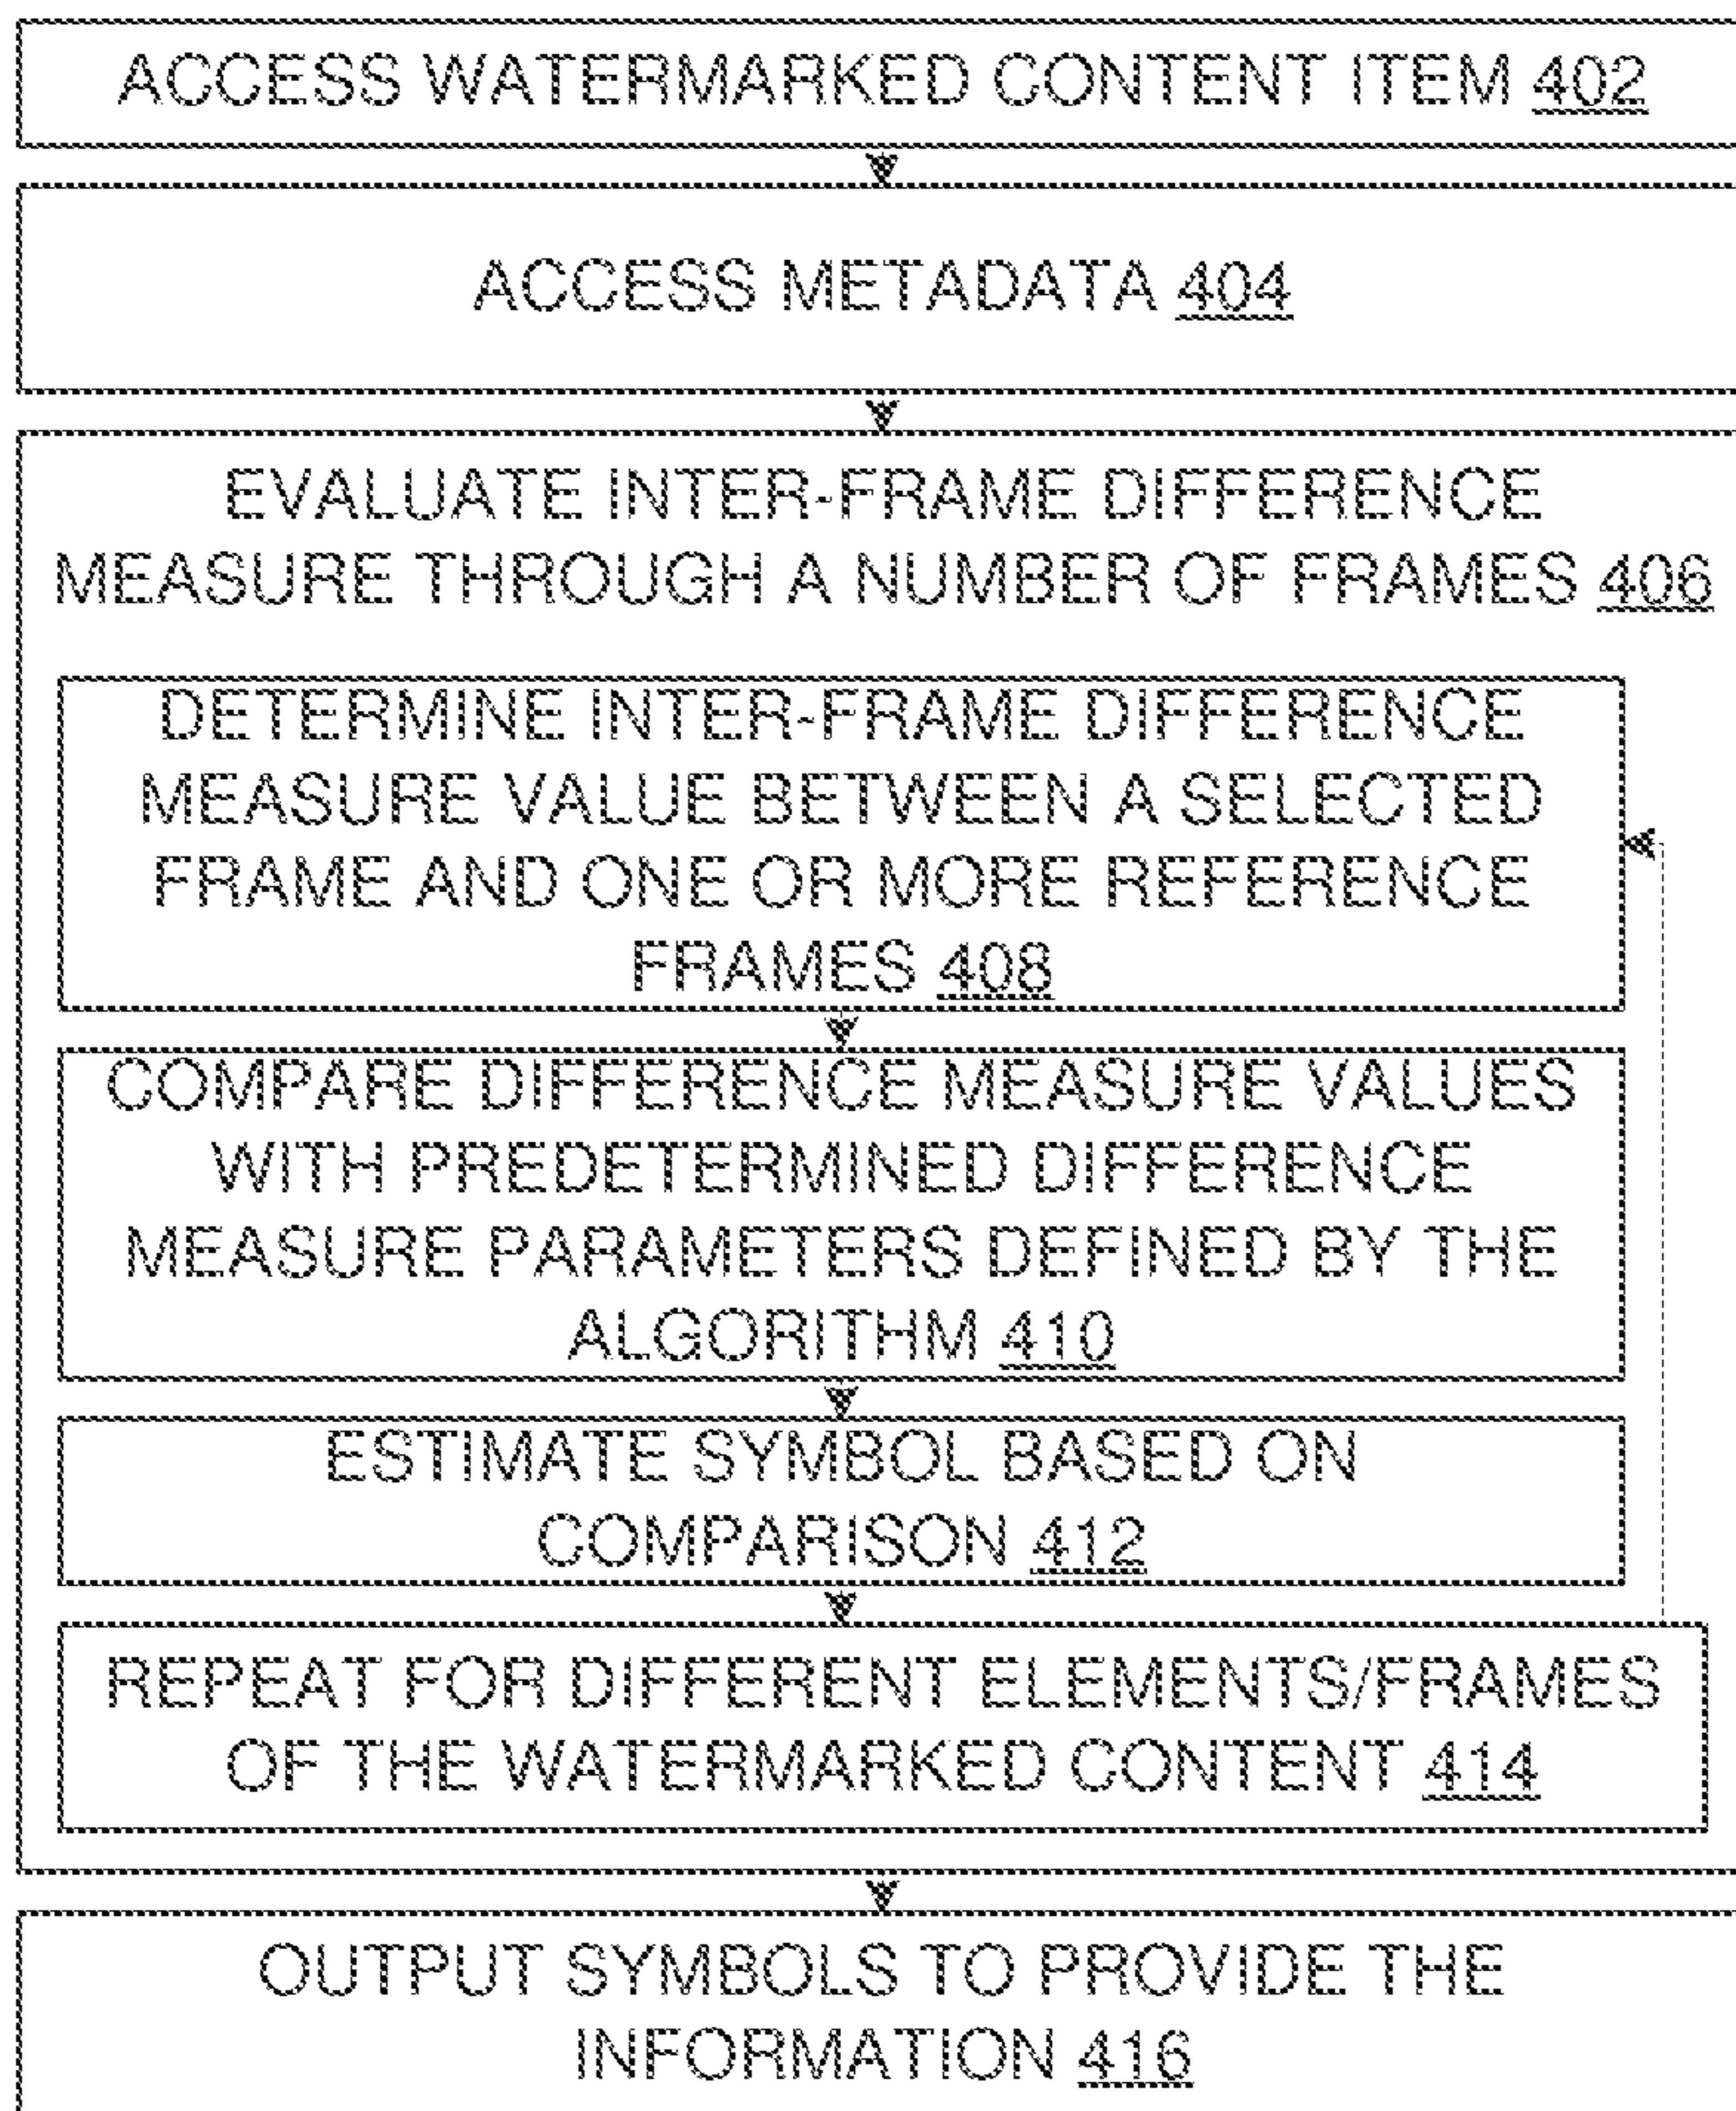 ACCESS WATERMARKED CONTENT ITEM 402
ACCESS METADATA 404
EVALUATE INTER-FRAME DIFFERENCE
MEASURE THROUGH A NUMBER OF FRAMES 406
DETERMINE INTER-FRAME DIFFERENCE
MEASURE VALUE BETWEEN A SELECTED
FRAME AND ONE OR MORE REFERENCE
FRAMES 408
COMPARE DIFFERENCE MEASURE VALUES
WITH PREDETERMINED DIFFERENCE
MEASURE PARAMETERS DEFINED BY THE
ALGORITHM 410
ESTIMATE SYMBOL BASED ON
COMPARISON 412
REPEAT FOR DIFFERENT ELEMENTS/FRAMES
OF THE WATERMARKED CONTENT 414
OUTPUT SYMBOLS TO PROVIDE THE
INFORMATION 416